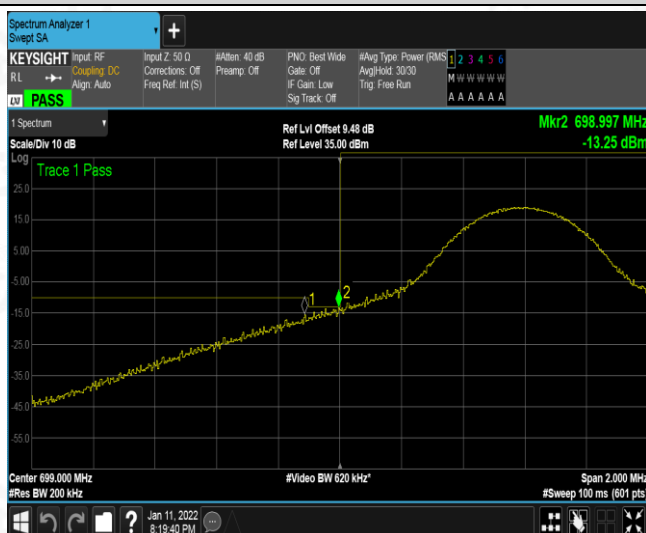 Spectrum Analyzer 1
Swept SA
+
KEYSIGHT
RL
LXI PASS
Input: RF
Coupling: DC
Align: Auto
Input Z: 50 Ω
Corrections: Off
Freq Ref: Int (S)
#Atten: 40 dB
Preamp: Off
PNO: Best Wide
Gate: Off
IF Gain: Low
Sig Track: Off
#Avg Type: Power (RMS
Avg|Hold: 30/30
Trig: Free Run
1 2 3 4 5 6
M W W W W W
A A A A A A
1 Spectrum
Scale/Div 10 dB
Ref Lvl Offset 9.48 dB
Ref Level 35.00 dBm
Mkr2 698.997 MHz
-13.25 dBm
Log
Trace 1 Pass
25.0
15.0
5.00
-5.00
-15.0
-25.0
-35.0
-45.0
-55.0
1
2
Center 699.000 MHz
#Res BW 200 kHz
#Video BW 620 kHz*
Span 2.000 MHz
#Sweep 100 ms (601 pts)
?
Jan 11, 2022
8:19:40 PM